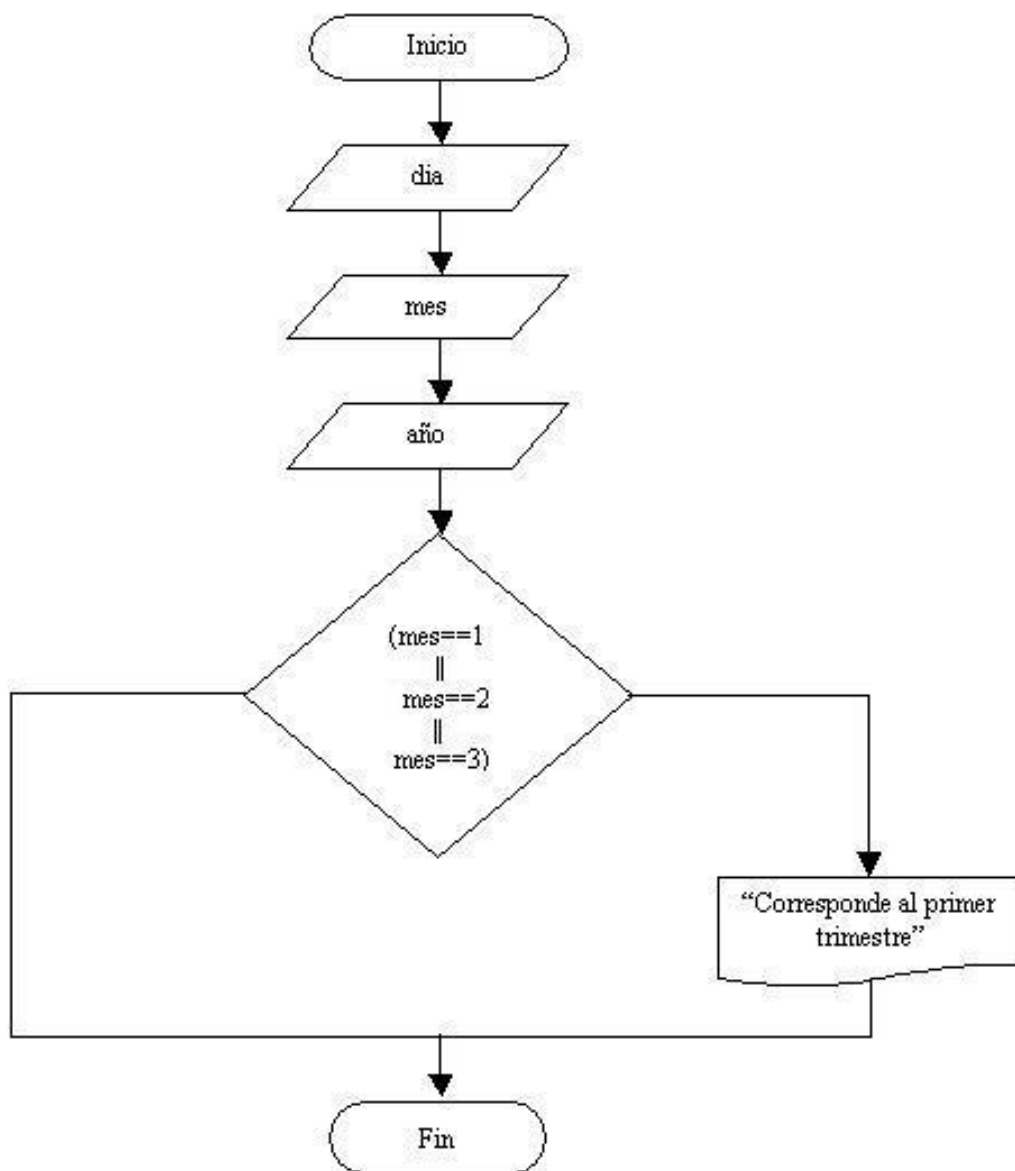 Inicio
dia
mes
año
(mes==1
||
mes==2
||
mes==3)
“Corresponde al primer
trimestre”
Fin